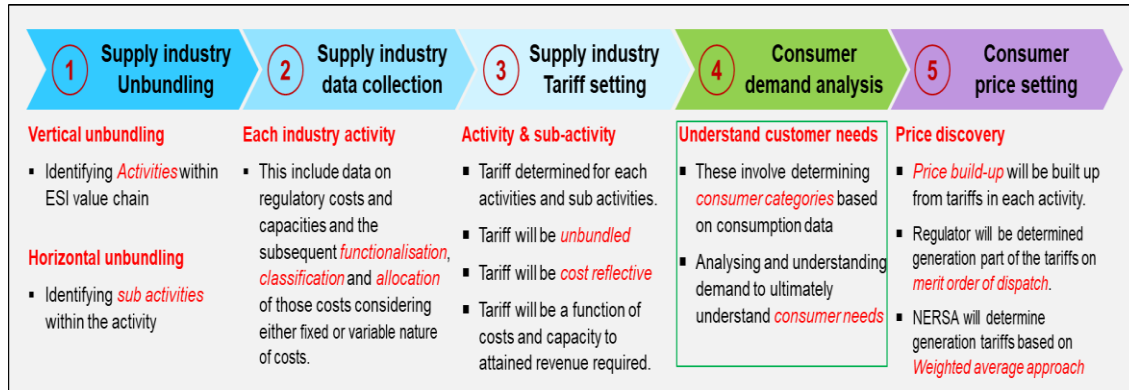 1
Supply industry
Unbundling
2
Supply industry
data collection
3
Supply industry
Tariff setting
4
Consumer
demand analysis
5
Consumer
price setting
Vertical unbundling
▪ Identifying Activities within
ESI value chain
Horizontal unbundling
▪ Identifying sub activities
within the activity
Each industry activity
▪ This include data on
regulatory costs and
capacities and the
subsequent functionalisation,
classification and allocation
of those costs considering
either fixed or variable nature
of costs.
Activity & sub-activity
▪ Tariff determined for each
activities and sub activities.
▪ Tariff will be unbundled
▪ Tariff will be cost reflective
▪ Tariff will be a function of
costs and capacity to
attained revenue required.
Understand customer needs
▪ These involve determining
consumer categories based
on consumption data
▪ Analysing and understanding
demand to ultimately
understand consumer needs
Price discovery
▪ Price build-up will be built up
from tariffs in each activity.
▪ Regulator will be determined
generation part of the tariffs on
merit order of dispatch.
▪ NERSA will determine
generation tariffs based on
Weighted average approach